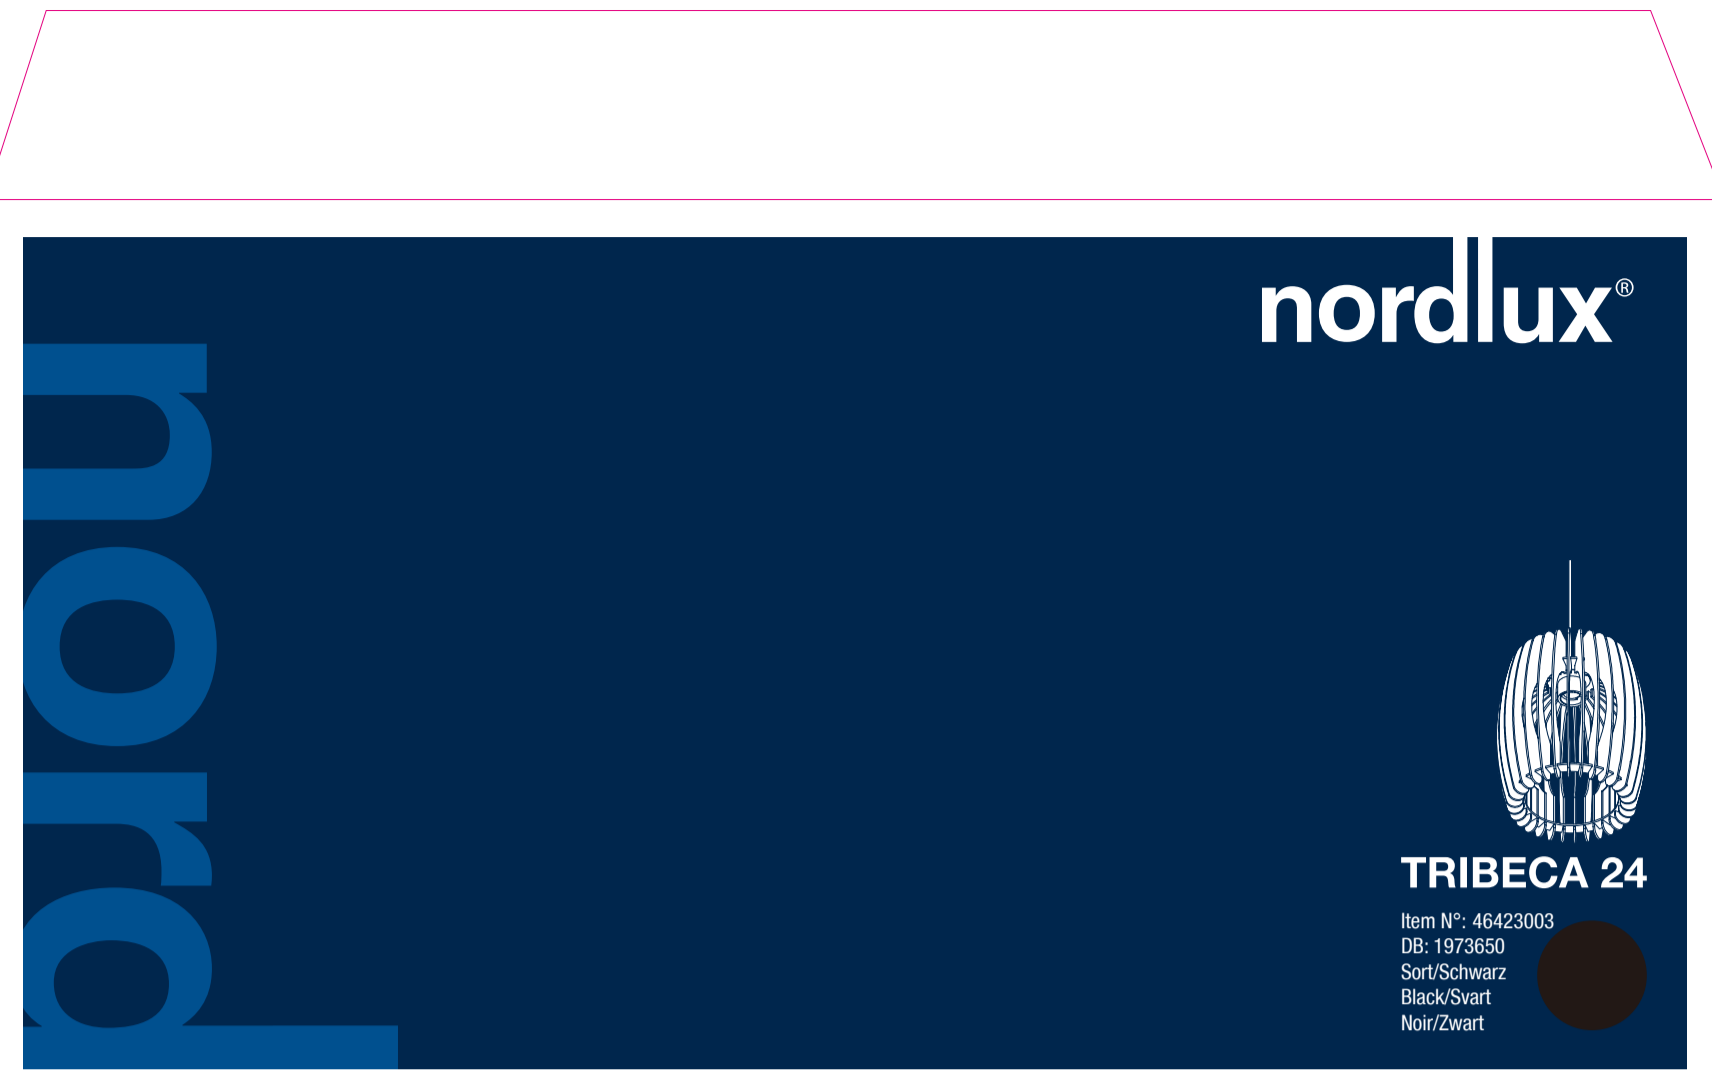 nordlux®
nord
TRIBECA 24
Item N°: 46423003
DB: 1973650
Sort/Schwarz
Black/Svart
Noir/Zwart